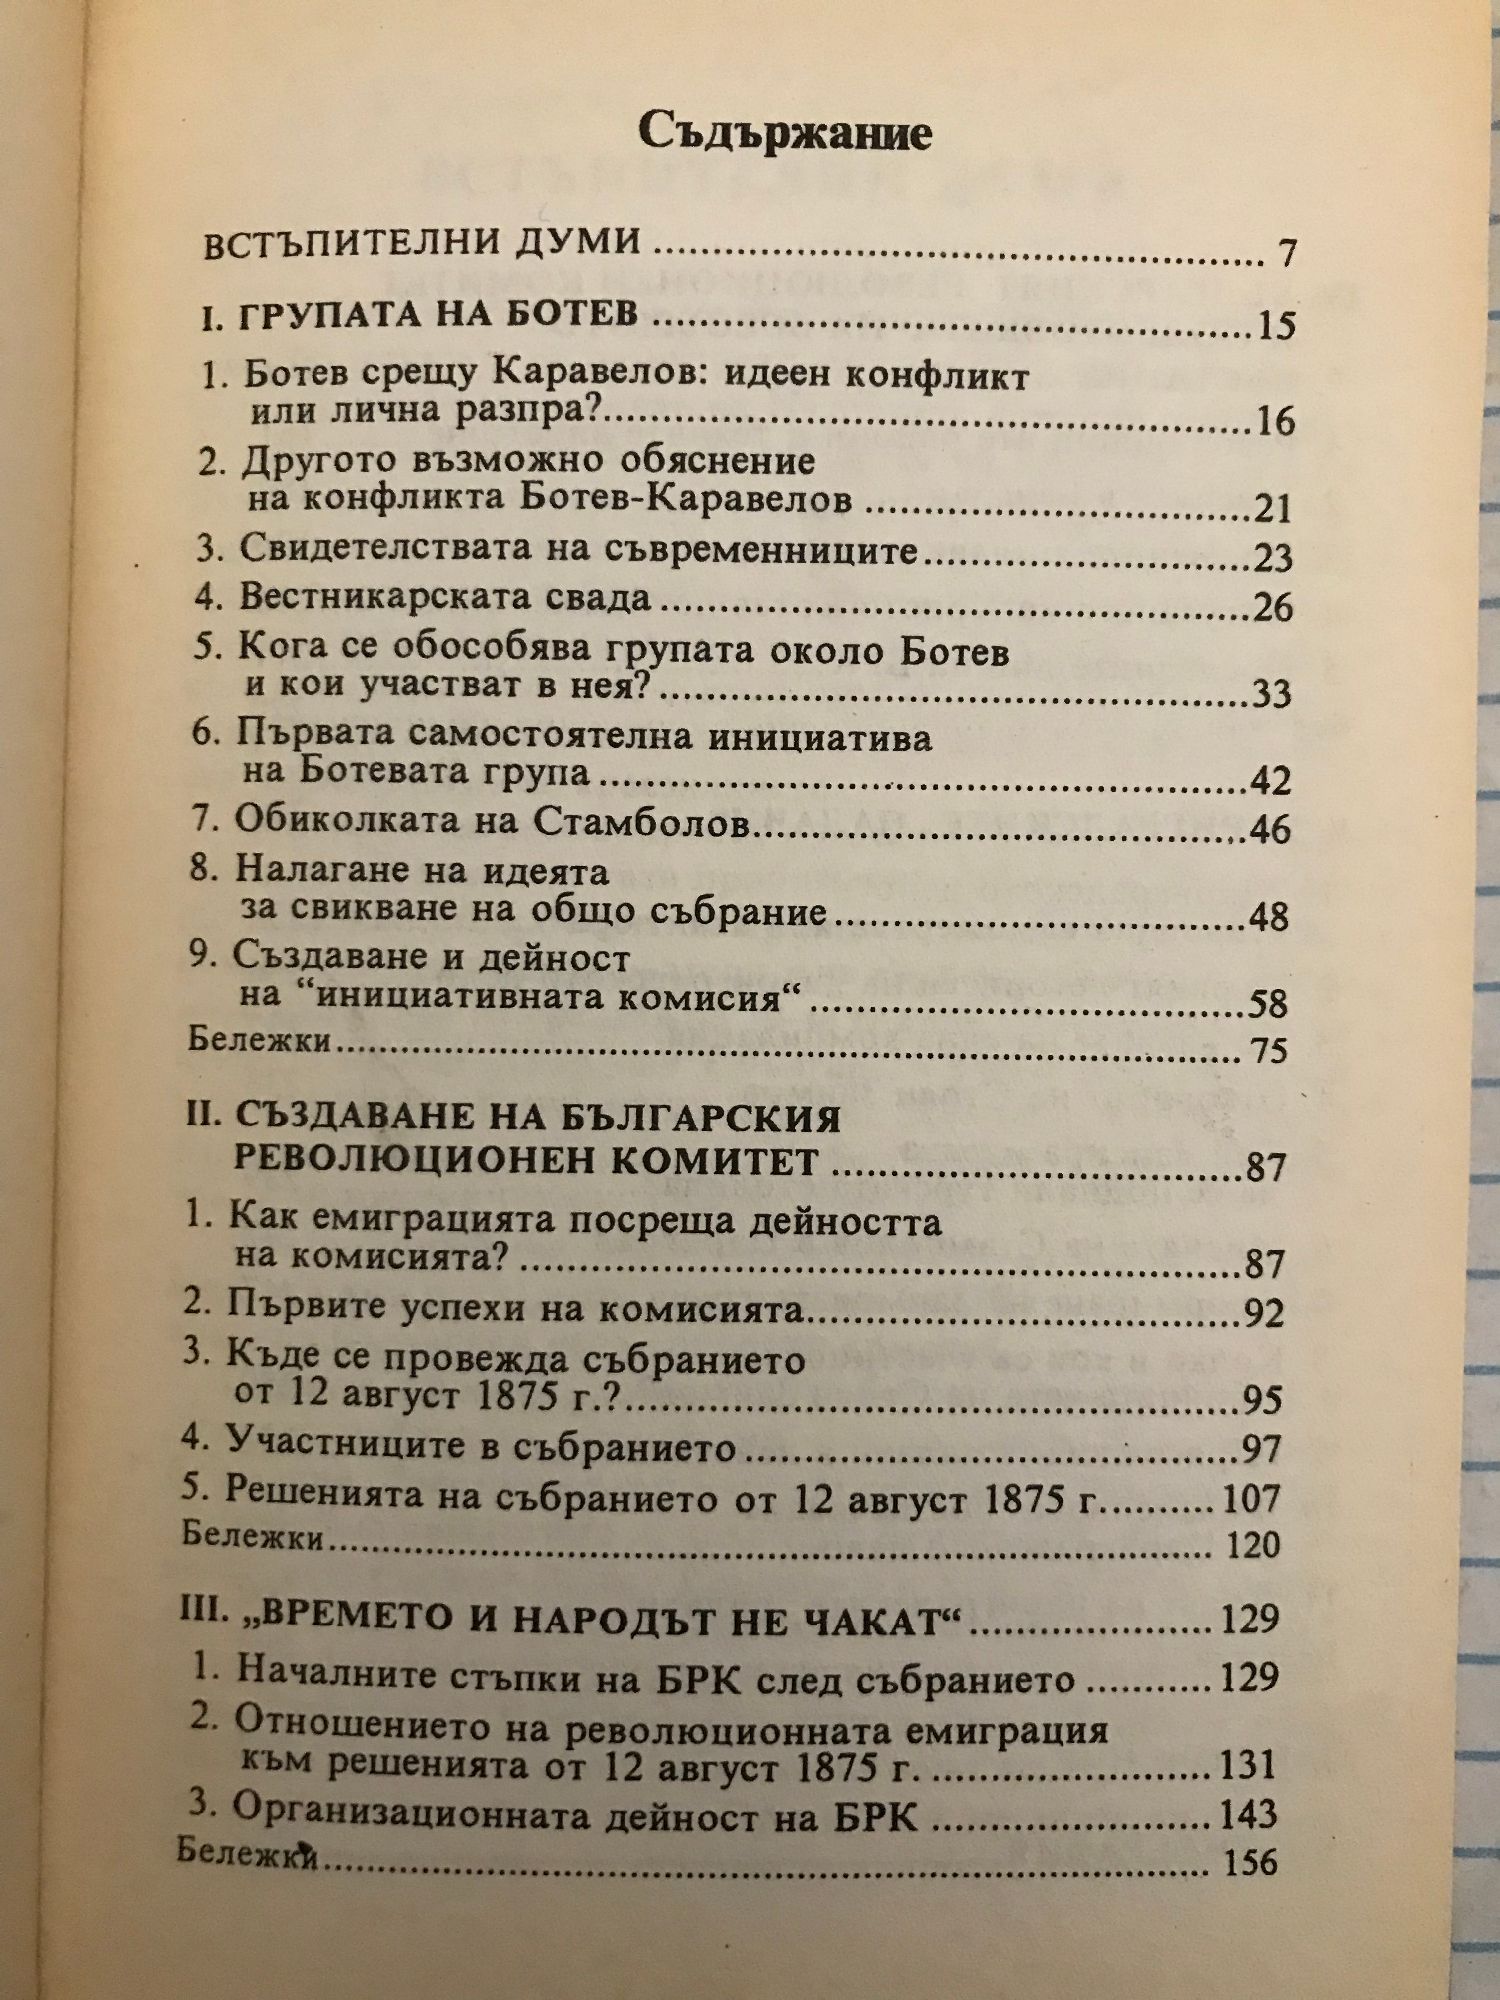 Съдържание
ВСТЪПИТЕЛНИ ДУМИ ........................................ 7
I. ГРУПАТА НА БОТЕВ ........................................15
1. Ботев срещу Каравелов: идеен конфликт
или лична разпра?........................................16
2. Другото възможно обяснение
на конфликта Ботев-Каравелов ..........................21
3. Свидетелствата на съвременниците......................23
4. Вестникарската свада ....................................26
5. Кога се обособява групата около Ботев
и кои участват в нея? ....................................33
6. Първата самостоятелна инициатива
на Ботевата група ........................................42
7. Обиколката на Стамболов................................46
8. Налагане на идеята
за свикване на общо събрание..........................48
9. Създаване и дейност
на “инициативната комисия“ ............................58
Бележки.................................................... 75
II. СЪЗДАВАНЕ НА БЪЛГАРСКИЯ
РЕВОЛЮЦИОНЕН КОМИТЕТ ..........................87
1. Как емиграцията посреща дейността
на комисията? ............................................87
2. Първите успехи на комисията............................92
3. Къде се провежда събранието
от 12 август 1875 г.?......................................95
4. Участниците в събранието ..............................97
5. Решенията на събранието от 12 август 1875 г.......... 107
Бележки.................................................... 120
III. „ВРЕМЕТО И НАРОДЪТ НЕ ЧАКАТ“.................... 129
1. Началните стъпки на БРК след събранието ........... 129
2. Отношението на революционната емиграция
към решенията от 12 август 1875 г. ...................... 131
3. Организационната дейност на БРК ...................... 143
Бележки.................................................... 156